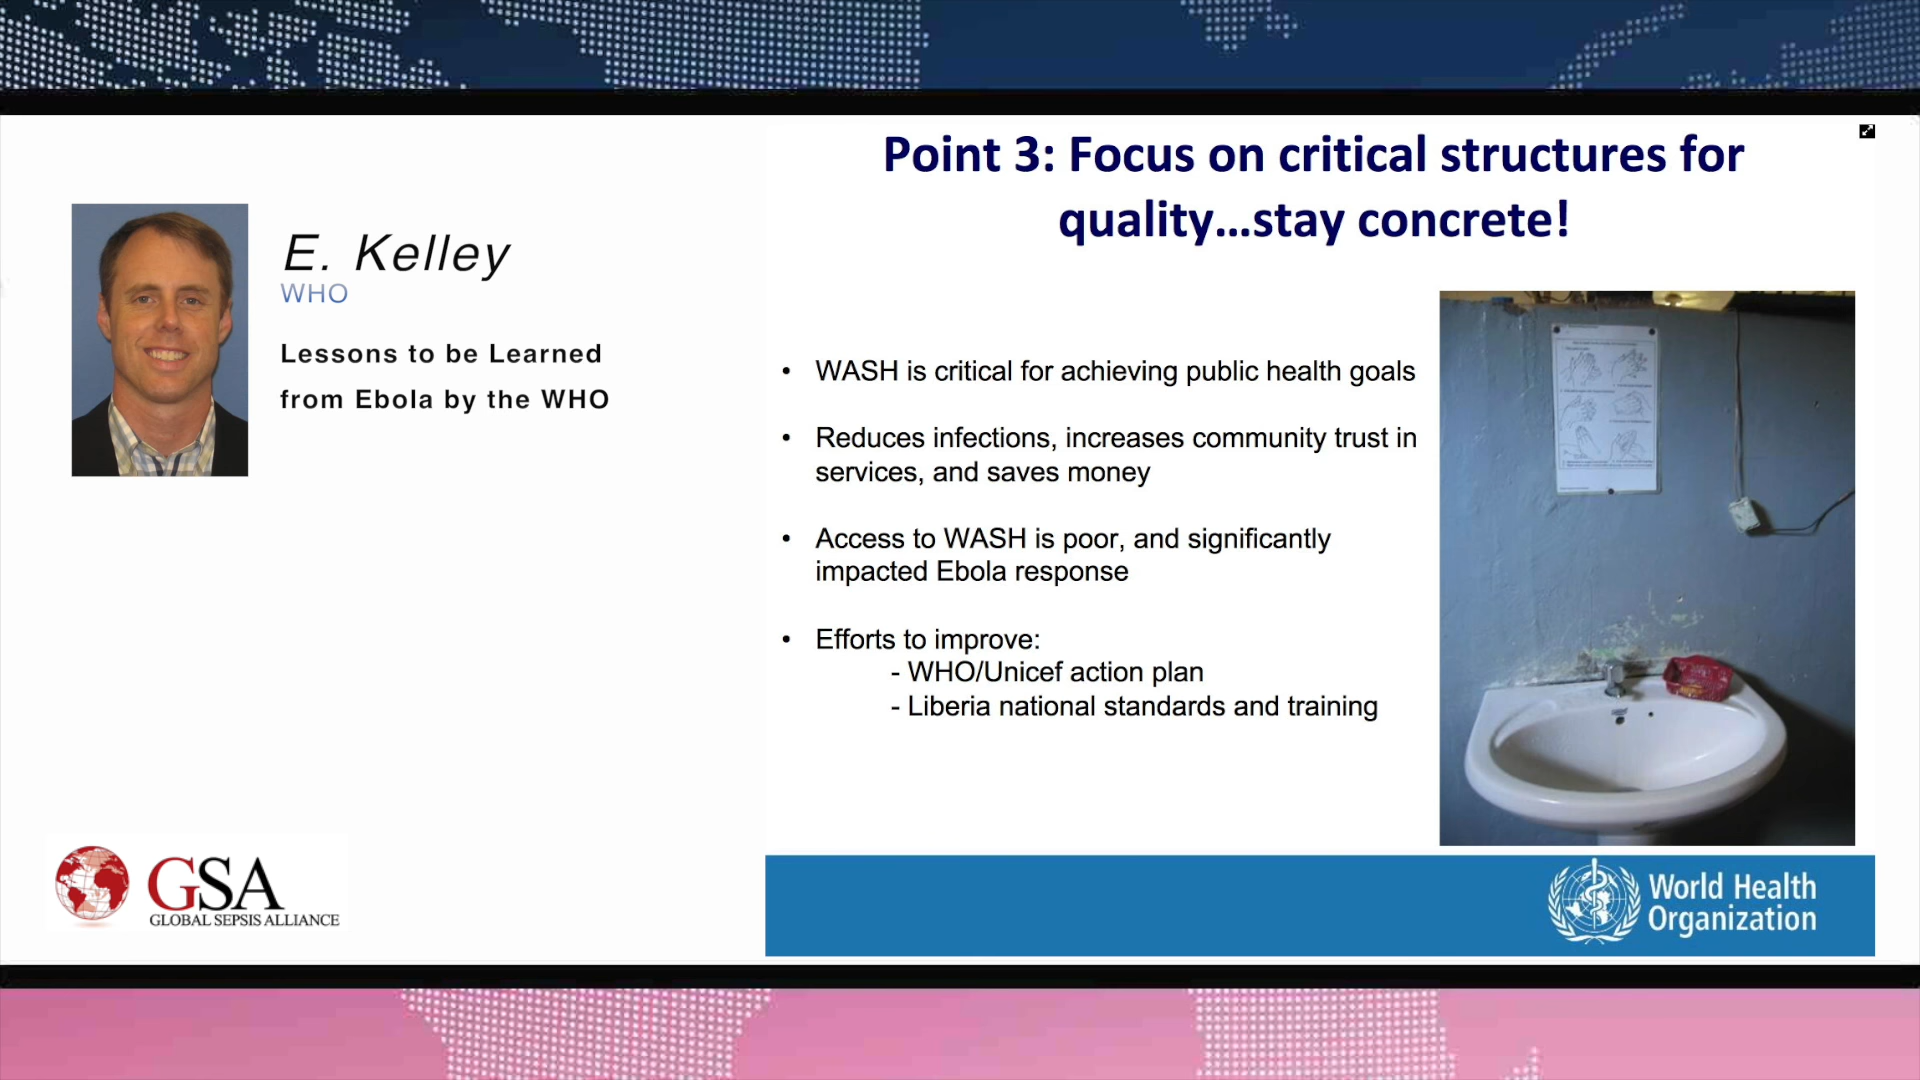 Point 3: Focus on critical structures for
quality...stay concrete!
E. Kelley
WHO
Lessons to be Learned
from Ebola by the WHO
• WASH is critical for achieving public health goals
• Reduces infections, increases community trust in
services, and saves money
• Access to WASH is poor, and significantly
impacted Ebola response
• Efforts to improve:
- WHO/Unicef action plan
- Liberia national standards and training
GSA
GLOBAL SEPSIS ALLIANCE
World Health
Organization